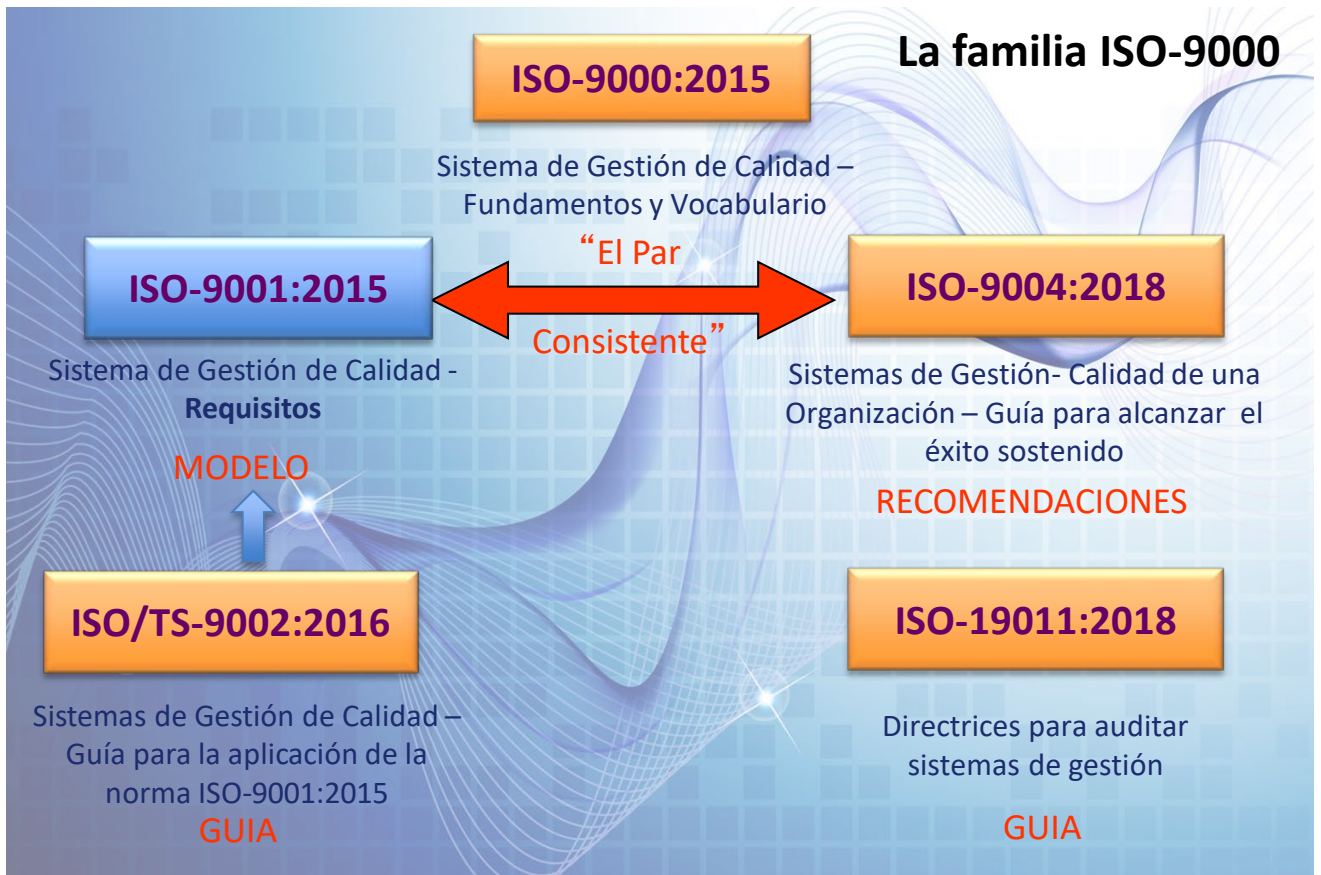 La familia ISO-9000
ISO-9000:2015
Sistema de Gestión de Calidad –
Fundamentos y Vocabulario
“El Par
Consistente”
ISO-9001:2015
Sistema de Gestión de Calidad -
Requisitos
MODELO
ISO-9004:2018
Sistemas de Gestión- Calidad de una
Organización – Guía para alcanzar el
éxito sostenido
RECOMENDACIONES
ISO/TS-9002:2016
Sistemas de Gestión de Calidad –
Guía para la aplicación de la
norma ISO-9001:2015
GUIA
ISO-19011:2018
Directrices para auditar
sistemas de gestión
GUIA